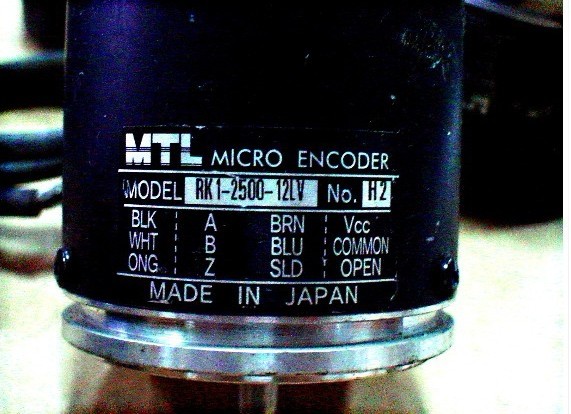 MTL MICRO ENCODER
MODEL RK1-2500-12LV No. H2
BLK A BRN Vcc
WHT B BLU COMMON
ONG Z SLD OPEN
MADE IN JAPAN